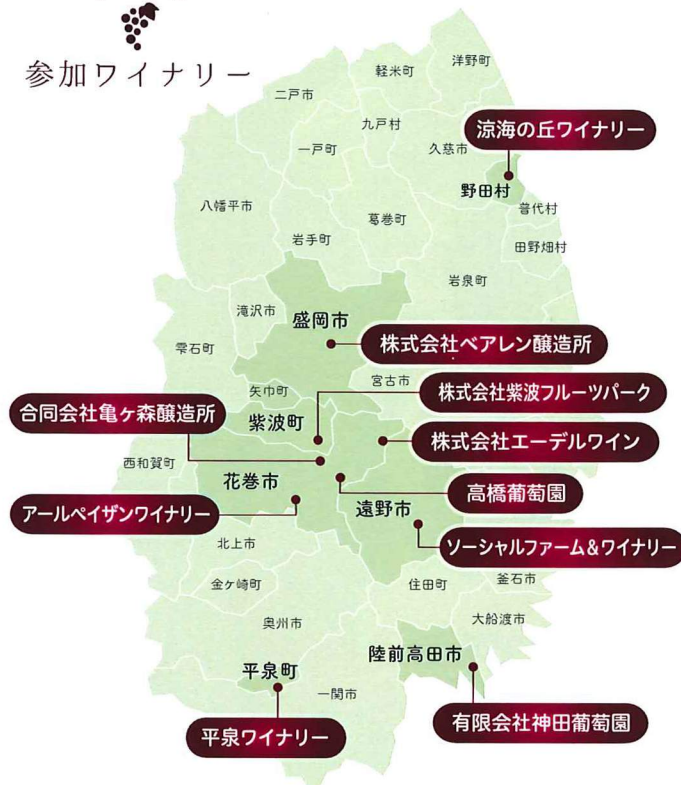 参加ワイナリー
洋野町
軽米町
二戸市
九戸村
涼海の丘ワイナリー
一戸町
久慈市
野田村
八幡平市
普代村
葛巻町
岩手町
田野畑村
岩泉町
滝沢市
盛岡市
雫石町
株式会社ベアレン醸造所
矢巾町
宮古市
株式会社紫波フルーツパーク
合同会社亀ヶ森醸造所
紫波町
株式会社エーデルワイン
西和賀町
花巻市
高橋葡萄園
アールペイザンワイナリー
遠野市
北上市
ソーシャルファーム&ワイナリー
金ケ崎町
住田町
釜石市
奥州市
大船渡市
陸前高田市
平泉町
一関市
有限会社神田葡萄園
平泉ワイナリー